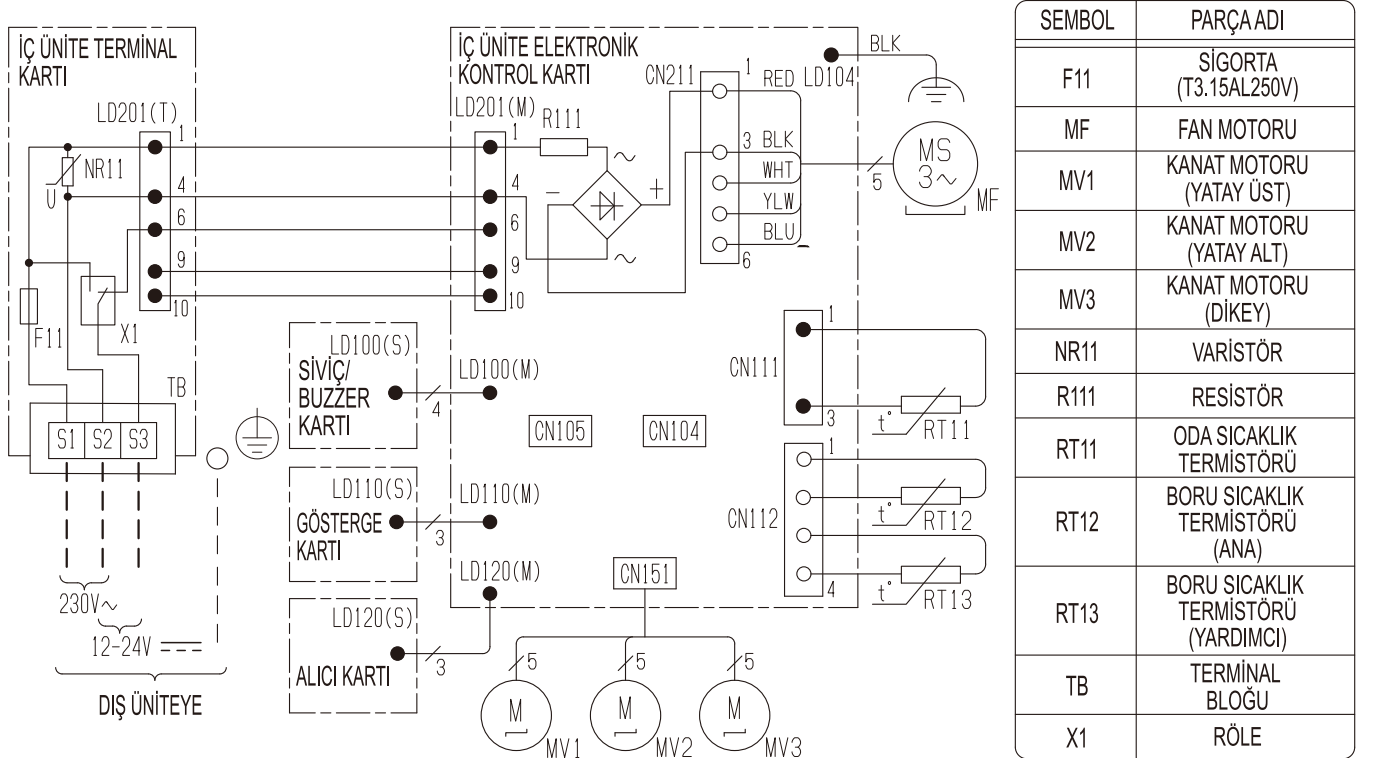 İÇ ÜNİTE TERMİNAL
KARTI
LD201(T)
1
4
6
9
10
NR11
U
F11
X1
TB
S1 S2 S3
230V～
12-24V
DIŞ ÜNİTEYE
İÇ ÜNİTE ELEKTRONİK
KONTROL KARTI
LD201(M)
R111
1
4
6
9
10
～
－
＋
～
CN211
1
RED
3
BLK
WHT
YLW
BLU
6
LD104
BLK
5
MS
3～
MF
SİVİÇ/
BUZZER
KARTI
LD100(S)
4
LD100(M)
GÖSTERGE
KARTI
LD110(S)
3
LD110(M)
ALICI KARTI
LD120(S)
3
LD120(M)
CN105
CN104
CN151
CN111
1
3
t°
RT11
CN112
1
4
t°
RT12
t°
RT13
5
M
MV1
5
M
MV2
5
M
MV3
SEMBOL PARÇA ADI
F11 SİGORTA
(T3.15AL250V)
MF FAN MOTORU
MV1 KANAT MOTORU
(YATAY ÜST)
MV2 KANAT MOTORU
(YATAY ALT)
MV3 KANAT MOTORU
(DİKEY)
NR11 VARİSTÖR
R111 RESİSTÖR
RT11 ODA SICAKLIK
TERMİSTÖRÜ
RT12 BORU SICAKLIK
TERMİSTÖRÜ
(ANA)
RT13 BORU SICAKLIK
TERMİSTÖRÜ
(YARDIMCI)
TB TERMİNAL
BLOĞU
X1 RÖLE